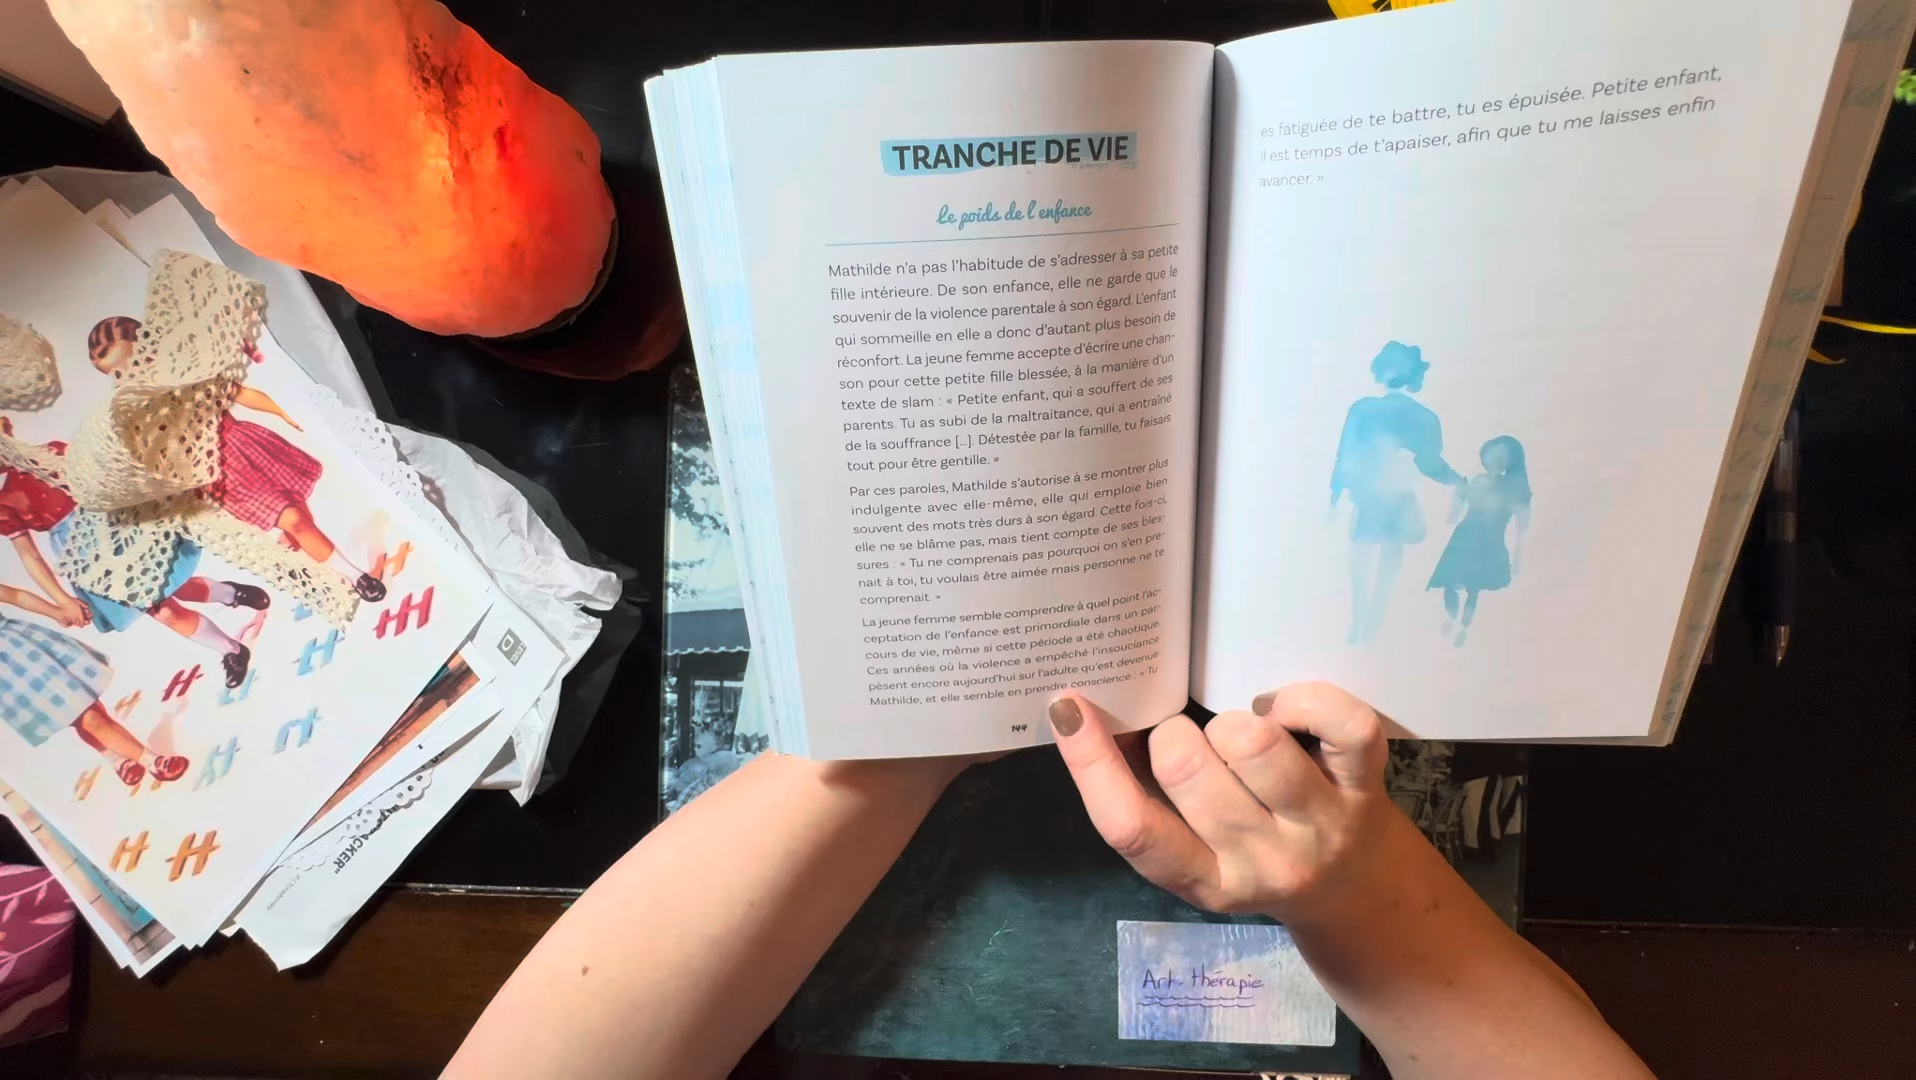 TRANCHE DE VIE
Le poids de l'enfance
Mathilde n'a pas l'habitude de s'adresser à sa petite
fille intérieure. De son enfance, elle ne garde que le
souvenir de la violence parentale à son égard. L'enfant
qui sommeille en elle a donc d'autant plus besoin de
réconfort. La jeune femme accepte d'écrire une chan-
son pour cette petite fille blessée, à la manière d'un
texte de slam : « Petite enfant, qui a souffert de ses
parents. Tu as subi de la maltraitance, qui a entraîné
de la souffrance [...]. Détestée par la famille, tu faisais
tout pour être gentille. »
Par ces paroles, Mathilde s'autorise à se montrer plus
indulgente avec elle-même, elle qui emploie bien
souvent des mots très durs à son égard. Cette fois-ci,
elle ne se blâme pas, mais tient compte de ses bles-
sures : « Tu ne comprenais pas pourquoi on s'en pre-
nait à toi, tu voulais être aimée mais personne ne te
comprenait. »
La jeune femme semble comprendre à quel point l'ac-
ceptation de l'enfance est primordiale dans un par-
cours de vie, même si cette période a été chaotique.
Ces années où la violence a empêché l'insouciance
pèsent encore aujourd'hui sur l'adulte qu'est devenue
Mathilde, et elle semble en prendre conscience : « Tu
144
es fatiguée de te battre, tu es épuisée. Petite enfant,
il est temps de t'apaiser, afin que tu me laisses enfin
avancer. »
Art-thérapie